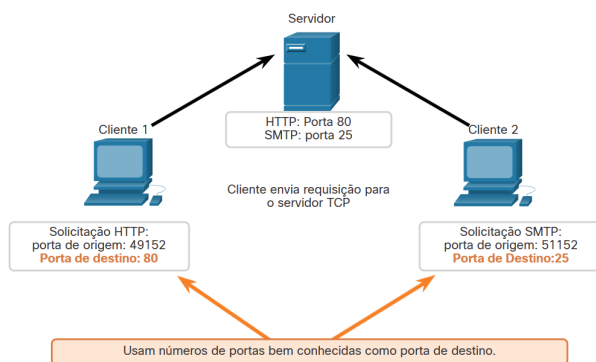 Servidor
HTTP: Porta 80
SMTP: porta 25
Cliente 1
Cliente 2
Cliente envia requisição para
o servidor TCP
Solicitação HTTP:
porta de origem: 49152
Porta de destino: 80
Solicitação SMTP:
porta de origem: 51152
Porta de Destino:25
Usam números de portas bem conhecidas como porta de destino.